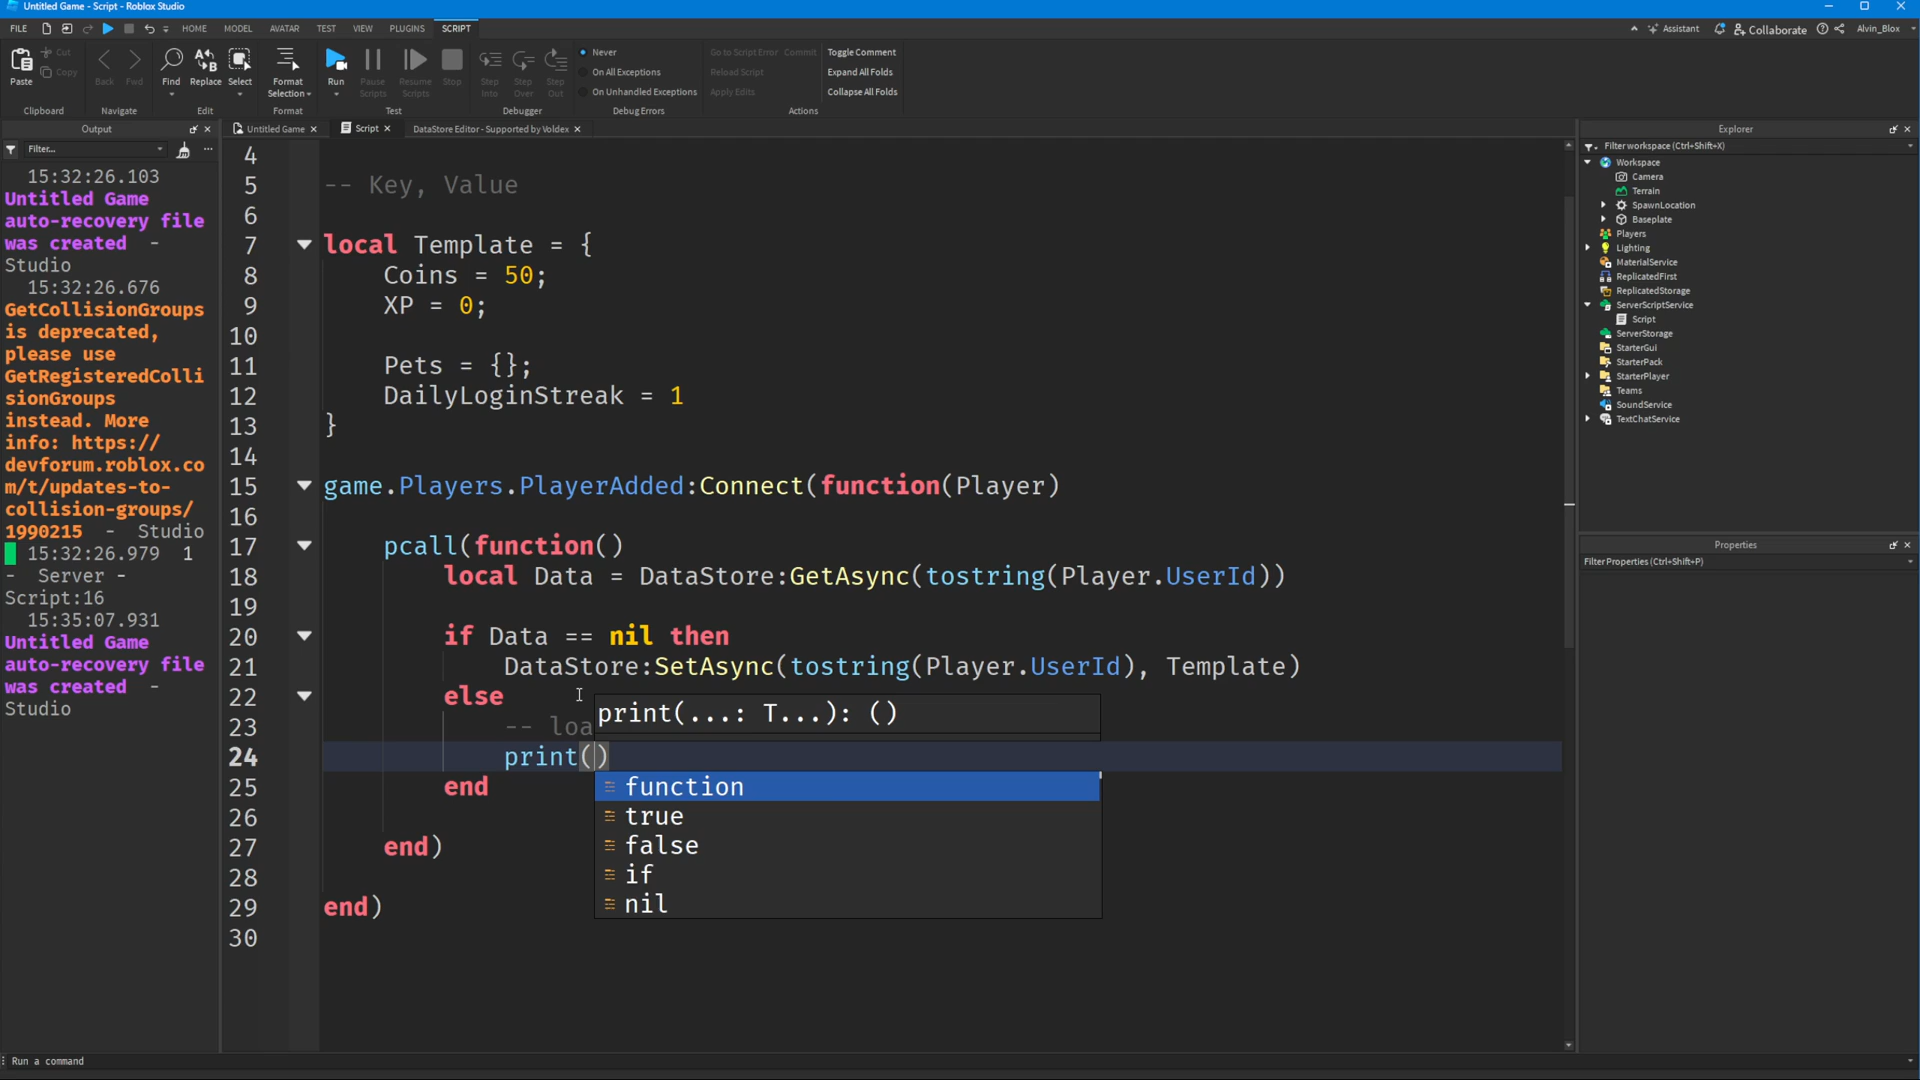 Untitled Game - Script - Roblox Studio
FILE HOME MODEL AVATAR TEST VIEW PLUGINS SCRIPT Assistant Collaborate Alvin_Blox
Paste Cut Copy
Back Fwd
Find Replace Select
Format Selection
Run Pause Scripts Resume Scripts Stop
Step Into Step Over Step Out
Never
On All Exceptions
On Unhandled Exceptions
Go to Script Error Commit
Reload Script
Apply Edits
Toggle Comment
Expand All Folds
Collapse All Folds
Clipboard Navigate Edit Format Test Debugger Debug Errors Actions
Output
Filter...
15:32:26.103
Untitled Game
auto-recovery file
was created -
Studio
15:32:26.676
GetCollisionGroups
is deprecated,
please use
GetRegisteredColli
sionGroups
instead. More
info: https://
devforum.roblox.co
m/t/updates-to-
collision-groups/
1990215 - Studio
15:32:26.979 1
- Server -
Script:16
15:35:07.931
Untitled Game
auto-recovery file
was created -
Studio
Untitled Game Script DataStore Editor - Supported by Voldex
4
5 -- Key, Value
6
7 local Template = {
8 Coins = 50;
9 XP = 0;
10
11 Pets = {};
12 DailyLoginStreak = 1
13 }
14
15 game.Players.PlayerAdded:Connect(function(Player)
16
17 pcall(function()
18 local Data = DataStore:GetAsync(tostring(Player.UserId))
19
20 if Data == nil then
21 DataStore:SetAsync(tostring(Player.UserId), Template)
22 else
print(...: T...): ()
23 -- loa
24 print()
25 end
26
27 end)
28
29 end)
30
function
true
false
if
nil
Explorer
Filter workspace (Ctrl+Shift+X)
Workspace
Camera
Terrain
SpawnLocation
Baseplate
Players
Lighting
MaterialService
ReplicatedFirst
ReplicatedStorage
ServerScriptService
Script
ServerStorage
StarterGui
StarterPack
StarterPlayer
Teams
SoundService
TextChatService
Properties
Filter Properties (Ctrl+Shift+P)
Run a command